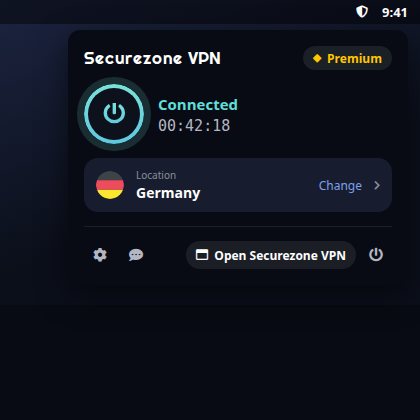 9:41
Securezone VPN
Premium
Connected
00:42:18
Location
Germany
Change
Open Securezone VPN